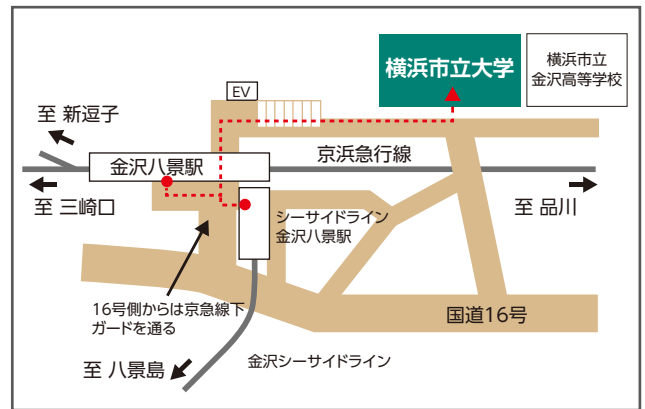 横浜市立大学
横浜市立
金沢高等学校
EV
至 新逗子
金沢八景駅
京浜急行線
至 三崎口
至 品川
シーサイドライン
金沢八景駅
16号側からは京急線下
ガードを通る
国道16号
至 八景島
金沢シーサイドライン